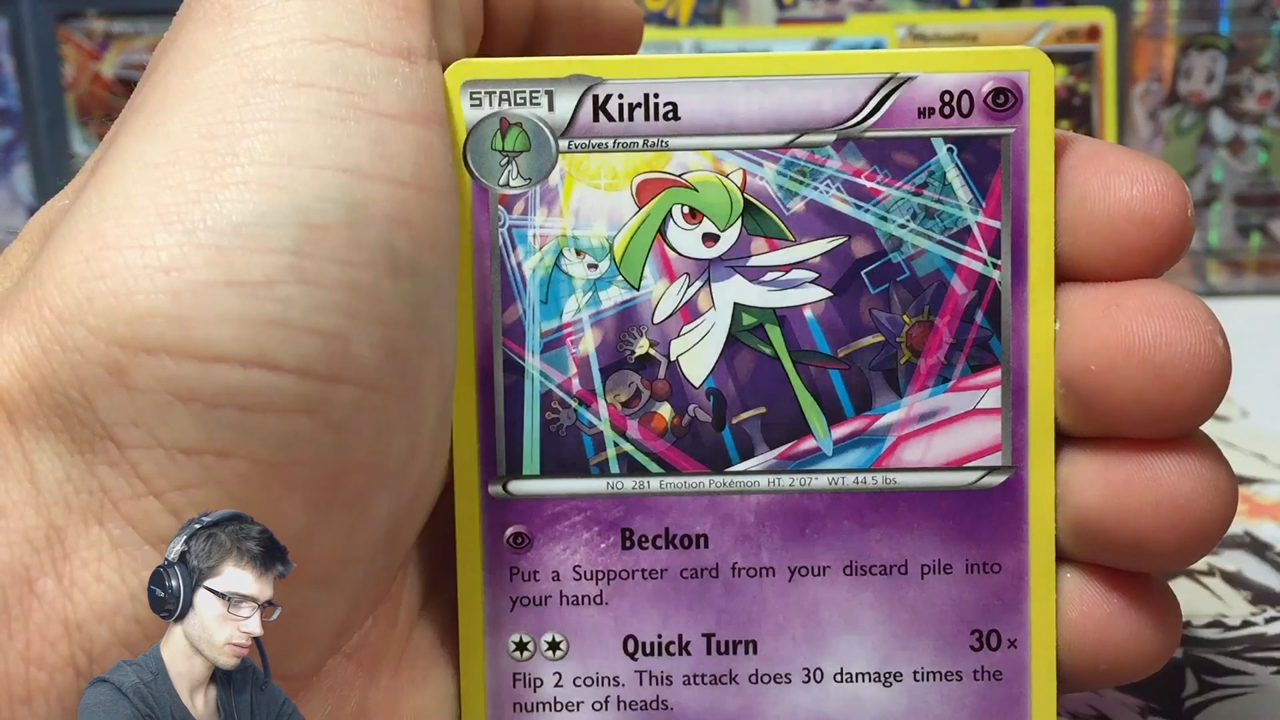 STAGE1 Kirlia HP80
Evolves from Ralts
NO. 281 Emotion Pokémon HT. 2'07" WT. 44.5 lbs.
Beckon
Put a Supporter card from your discard pile into
your hand.
Quick Turn 30×
Flip 2 coins. This attack does 30 damage times the
number of heads.